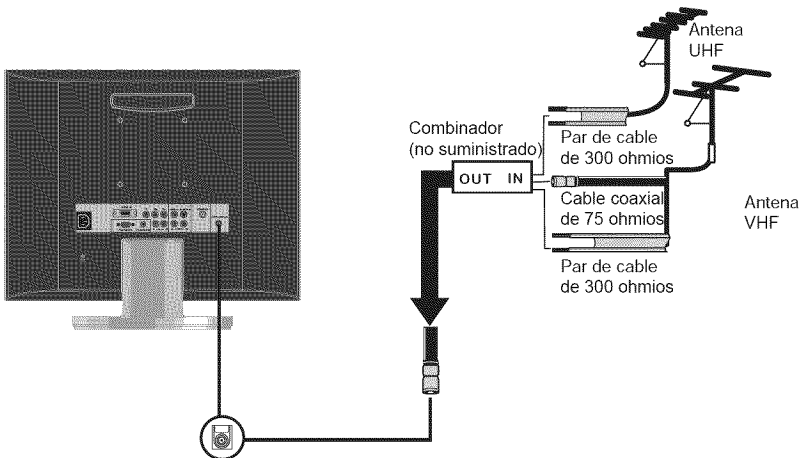 Antena
UHF
Combinador
(no suministrado)
Par de cable
de 300 ohmios
OUT IN
Cable coaxial
de 75 ohmios
Antena
VHF
Par de cable
de 300 ohmios